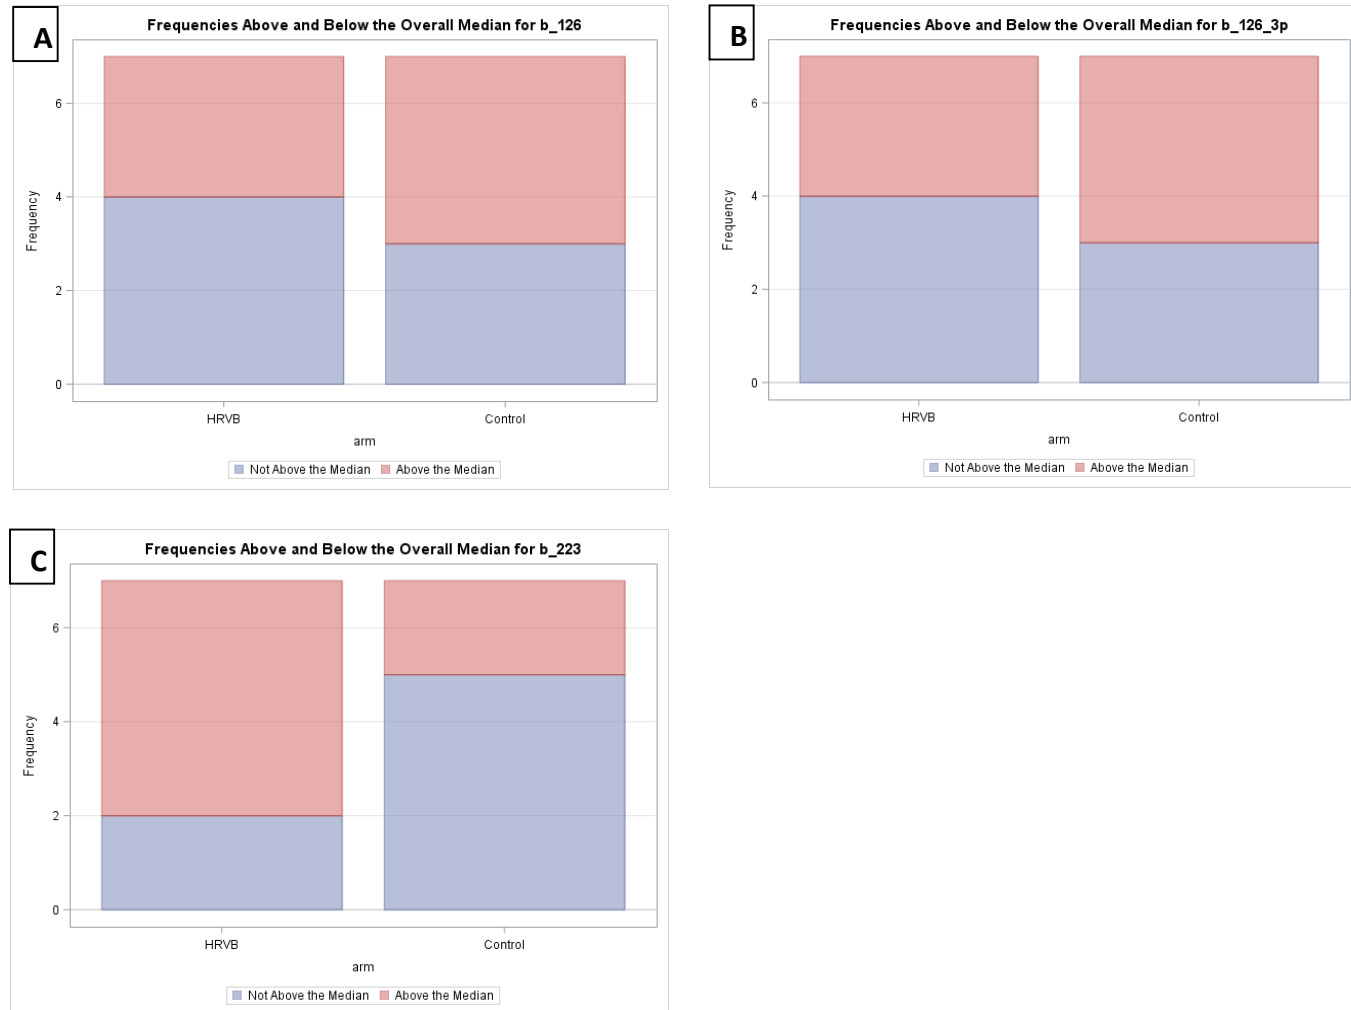 A
Frequencies Above and Below the Overall Median for b_126
Frequency
6
4
2
0
HRVB
Control
arm
Not Above the Median
Above the Median
B
Frequencies Above and Below the Overall Median for b_126_3p
Frequency
6
4
2
0
HRVB
Control
arm
Not Above the Median
Above the Median
C
Frequencies Above and Below the Overall Median for b_223
Frequency
6
4
2
0
HRVB
Control
arm
Not Above the Median
Above the Median